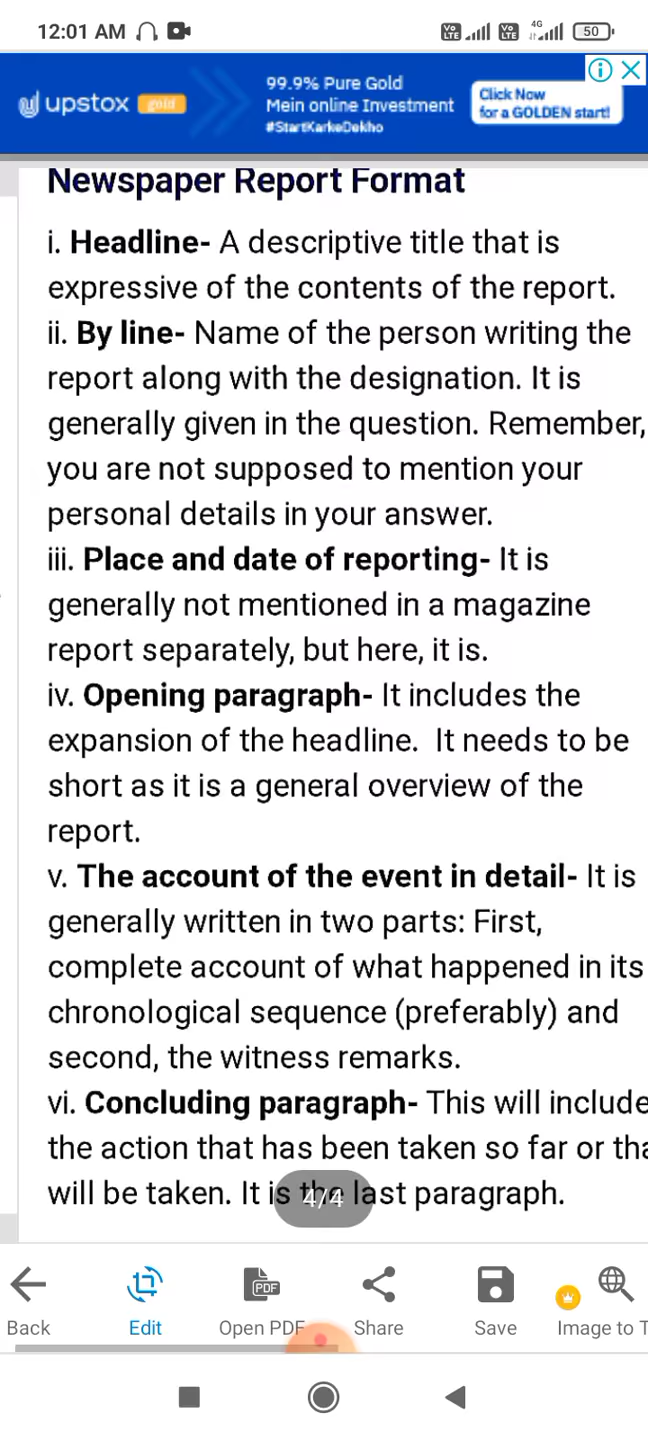 12:01 AM
Vo LTE Vo LTE 4G 50
upstox gold
99.9% Pure Gold
Mein online Investment
#StartKarkeDekho
Click Now
for a GOLDEN start!
Newspaper Report Format
i. Headline- A descriptive title that is
expressive of the contents of the report.
ii. By line- Name of the person writing the
report along with the designation. It is
generally given in the question. Remember,
you are not supposed to mention your
personal details in your answer.
iii. Place and date of reporting- It is
generally not mentioned in a magazine
report separately, but here, it is.
iv. Opening paragraph- It includes the
expansion of the headline. It needs to be
short as it is a general overview of the
report.
v. The account of the event in detail- It is
generally written in two parts: First,
complete account of what happened in its
chronological sequence (preferably) and
second, the witness remarks.
vi. Concluding paragraph- This will include
the action that has been taken so far or tha
will be taken. It is the last paragraph.
4/4
Back Edit Open PDF Share Save Image to T
PDF